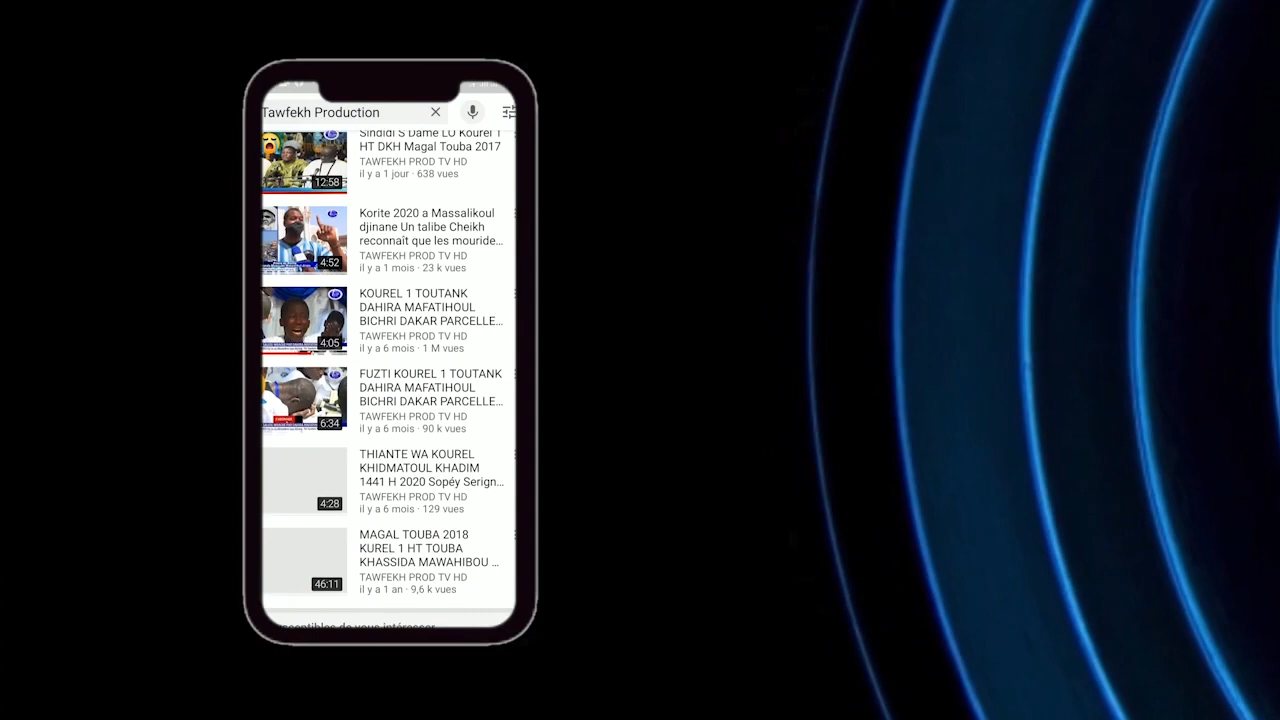 Tawfekh Production
Sindidi S Dame LO Kourel 1
HT DKH Magal Touba 2017
TAWFEKH PROD TV HD
il y a 1 jour · 638 vues
12:58
Korite 2020 a Massalikoul
djinane Un talibe Cheikh
reconnaît que les mouride...
TAWFEKH PROD TV HD
il y a 1 mois · 23 k vues
4:52
KOUREL 1 TOUTANK
DAHIRA MAFATIHOUL
BICHRI DAKAR PARCELLE...
TAWFEKH PROD TV HD
il y a 6 mois · 1 M vues
4:05
FUZTI KOUREL 1 TOUTANK
DAHIRA MAFATIHOUL
BICHRI DAKAR PARCELLE...
TAWFEKH PROD TV HD
il y a 6 mois · 90 k vues
6:34
THIANTE WA KOUREL
KHIDMATOUL KHADIM
1441 H 2020 Sopéy Serign...
TAWFEKH PROD TV HD
il y a 6 mois · 129 vues
4:28
MAGAL TOUBA 2018
KUREL 1 HT TOUBA
KHASSIDA MAWAHIBOU ...
TAWFEKH PROD TV HD
il y a 1 an · 9,6 k vues
46:11
de vous intéresser